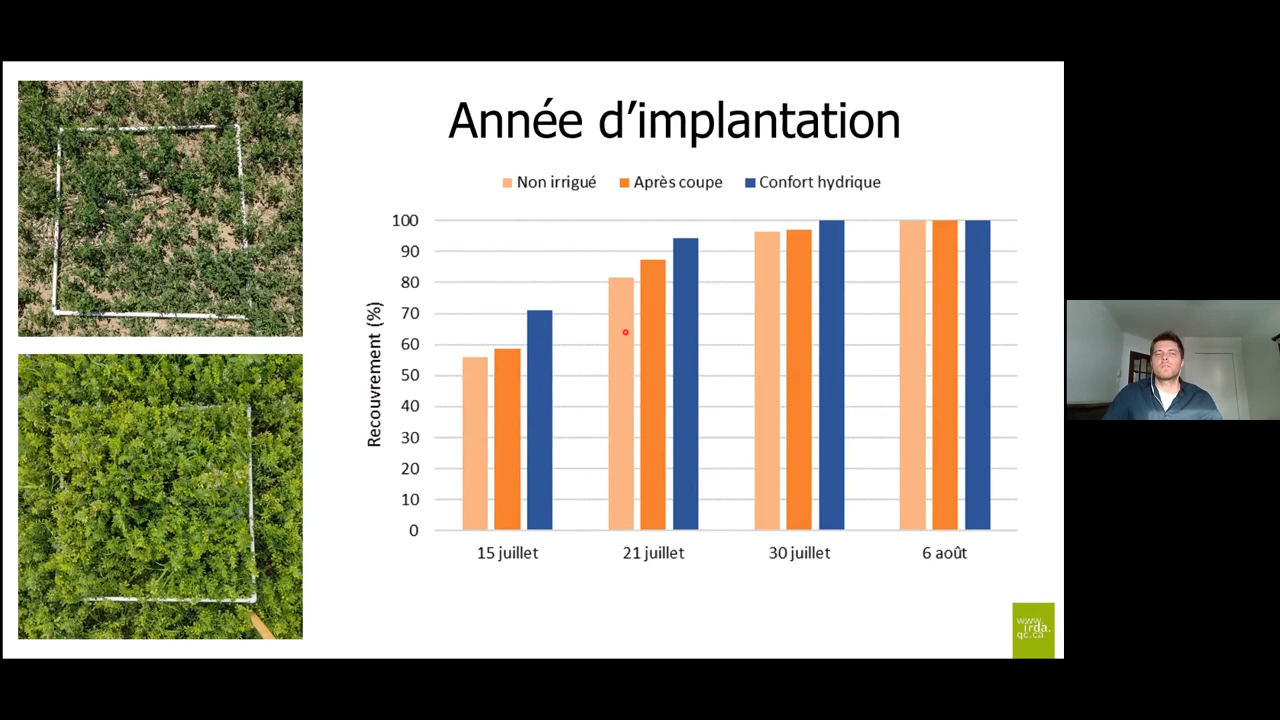 Année d'implantation
Non irrigué Après coupe Confort hydrique
Recouvrement (%)
100
90
80
70
60
50
40
30
20
10
0
15 juillet 21 juillet 30 juillet 6 août
www.
irda.
qc.ca